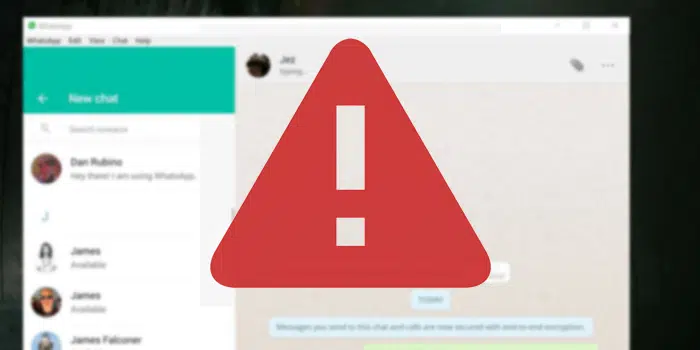 WhatsApp
WhatsApp Edit View Chat Help
New chat
Search contacts
Dan Rubino
Hey there! I am using WhatsApp.
J
James
Available
James
Available
James Falconer
Jez
typing...
TODAY
Messages you send to this chat and calls are now secured with end-to-end encryption.